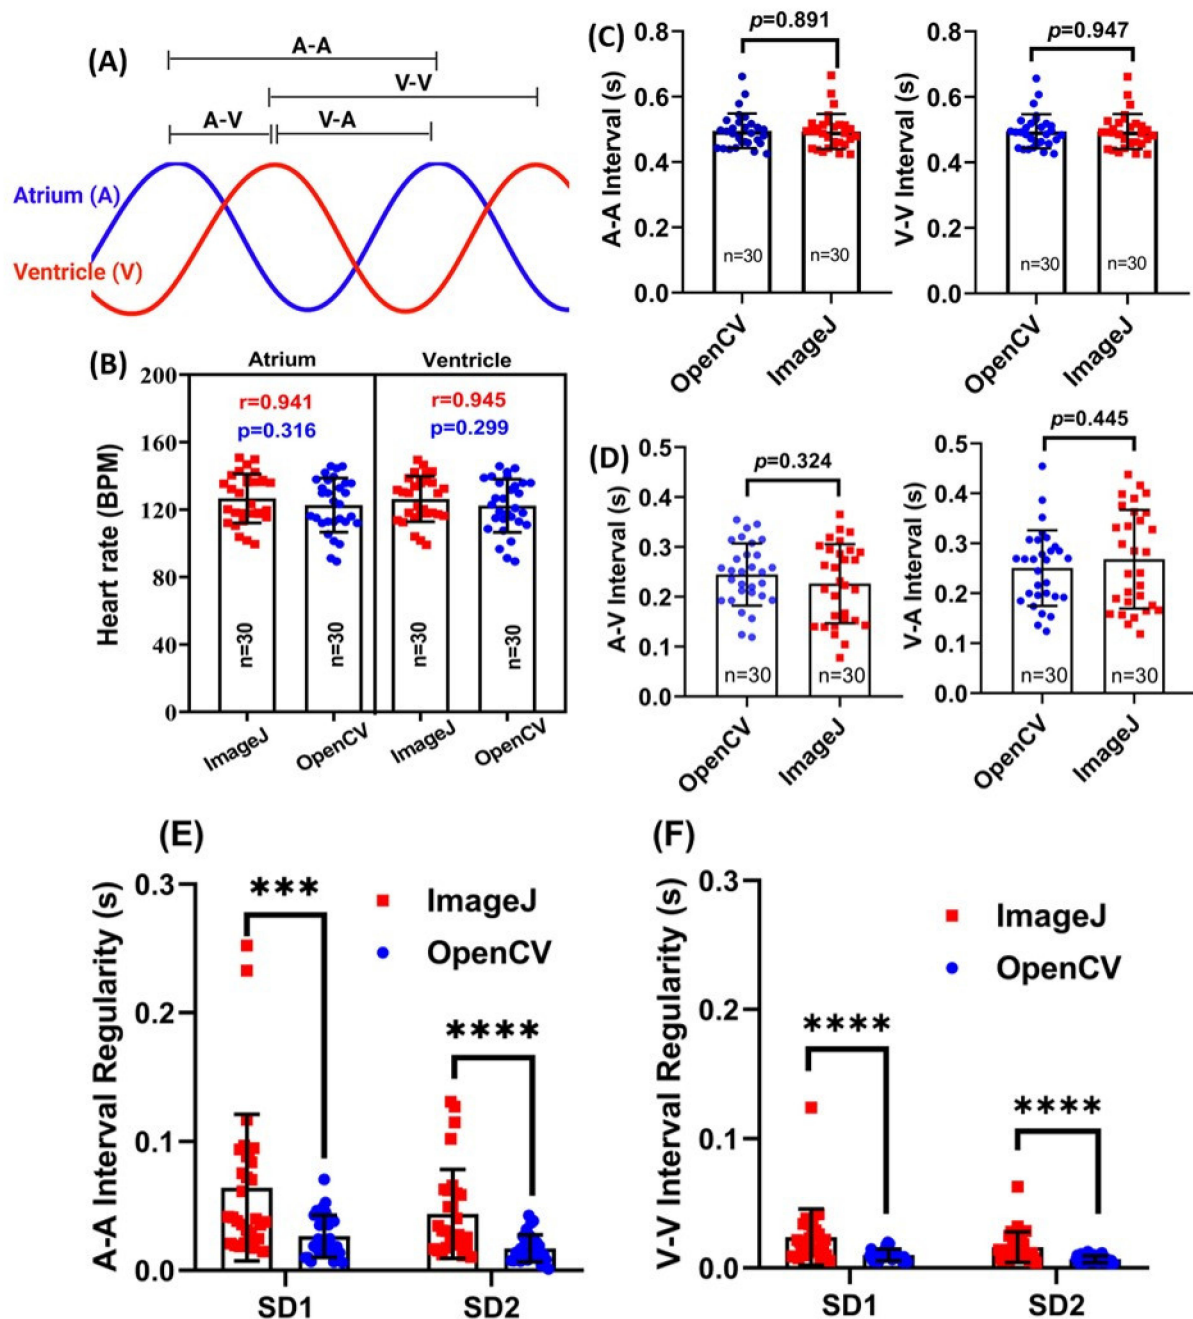 (A)
A-A
V-V
A-V
V-A
Atrium (A)
Ventricle (V)
(B)
Atrium
Ventricle
Heart rate (BPM)
200
160
120
80
40
0
r=0.941
p=0.316
r=0.945
p=0.299
n=30
n=30
n=30
n=30
ImageJ
OpenCV
ImageJ
OpenCV
(C)
A-A Interval (s)
0.8
0.6
0.4
0.2
0.0
p=0.891
n=30
n=30
OpenCV
ImageJ
V-V Interval (s)
0.8
0.6
0.4
0.2
0.0
p=0.947
n=30
n=30
OpenCV
ImageJ
(D)
A-V Interval (s)
0.5
0.4
0.3
0.2
0.1
0.0
p=0.324
n=30
n=30
OpenCV
ImageJ
V-A Interval (s)
0.5
0.4
0.3
0.2
0.1
0.0
p=0.445
n=30
n=30
OpenCV
ImageJ
(E)
A-A Interval Regularity (s)
0.3
0.2
0.1
0.0
***
****
ImageJ
OpenCV
SD1
SD2
(F)
V-V Interval Regularity (s)
0.3
0.2
0.1
0.0
****
****
ImageJ
OpenCV
SD1
SD2